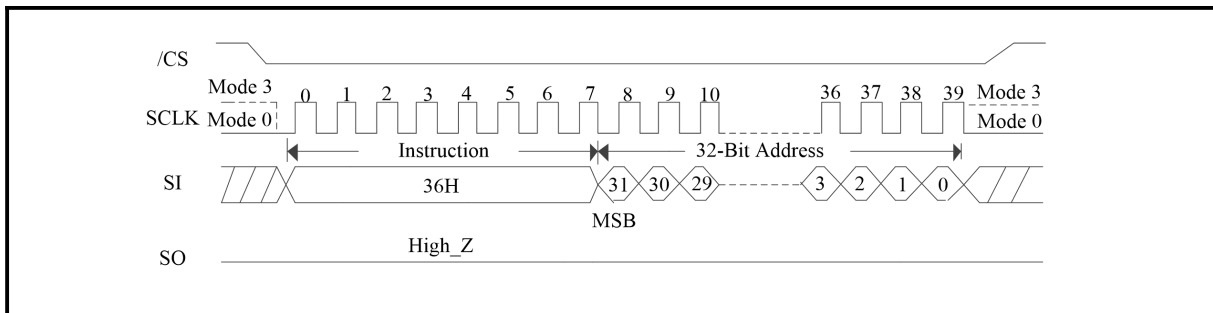 /CS
Mode 3
0 1 2 3 4 5 6 7 8 9 10 36 37 38 39
Mode 3
SCLK
Mode 0
Mode 0
Instruction
32-Bit Address
SI
36H
31 30 29 3 2 1 0
MSB
High_Z
SO